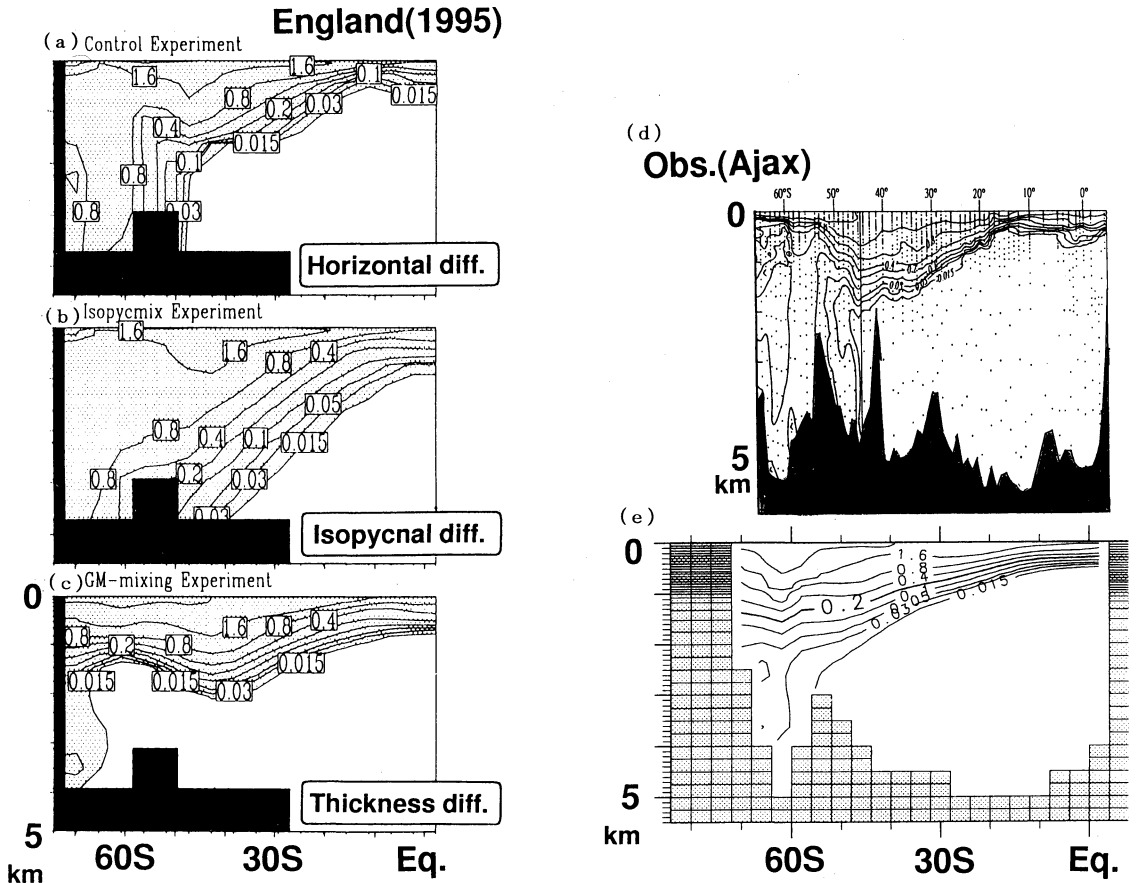 England(1995)
(a) Control Experiment
1.6
1.6
0.1
0.8
0.015
0.2
0.03
0.4
0.015
0.1
0.8
0.8
0.03
Horizontal diff.
(b) Isopycmix Experiment
1.6
1.6
0.4
0.8
0.05
0.8
0.4
0.1
0.015
0.8
0.2
0.03
0.03
Isopycnal diff.
(c) GM-mixing Experiment
0
0.8
0.2
0.8
1.6
0.8
0.4
0.015
0.015
0.015
0.03
Thickness diff.
5
km
60S
30S
Eq.
(d)
Obs.(Ajax)
60°S
50°
40°
30°
20°
10°
0°
0
0.015
5
km
(e)
0
1.6
0.8
0.4
0.2
0.015
5
km
60S
30S
Eq.